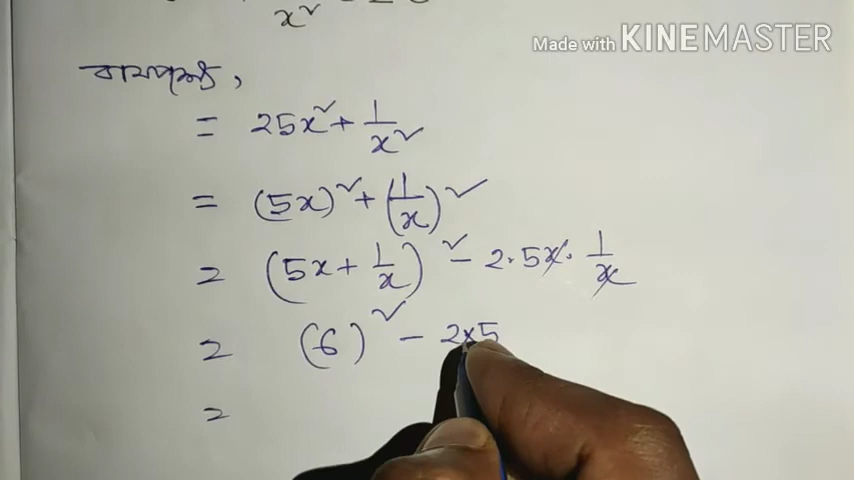 Made with KINEMASTER
x²
বামপক্ষ,
= 25x² + 1/x²
= (5x)² + (1/x)²
= (5x + 1/x)² - 2·5x·1/x
= (6)² - 2×5
=